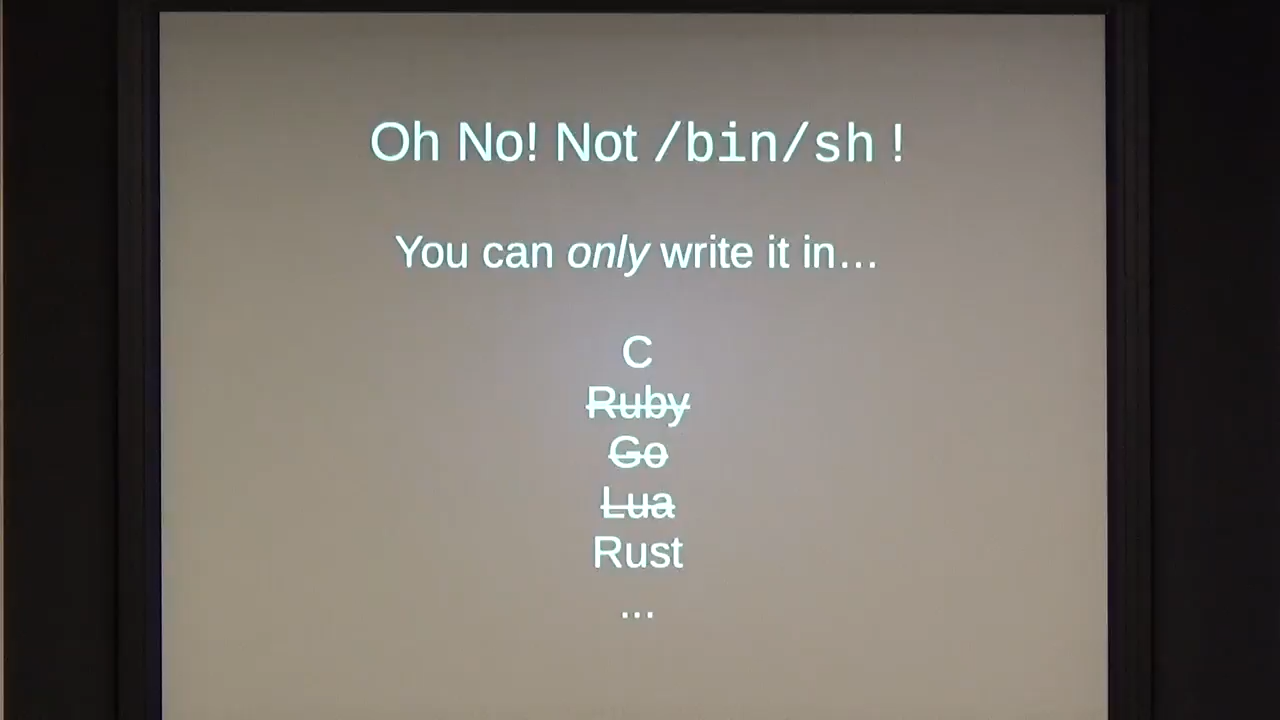 Oh No! Not /bin/sh !
You can only write it in...
C
Ruby
Go
Lua
Rust
...